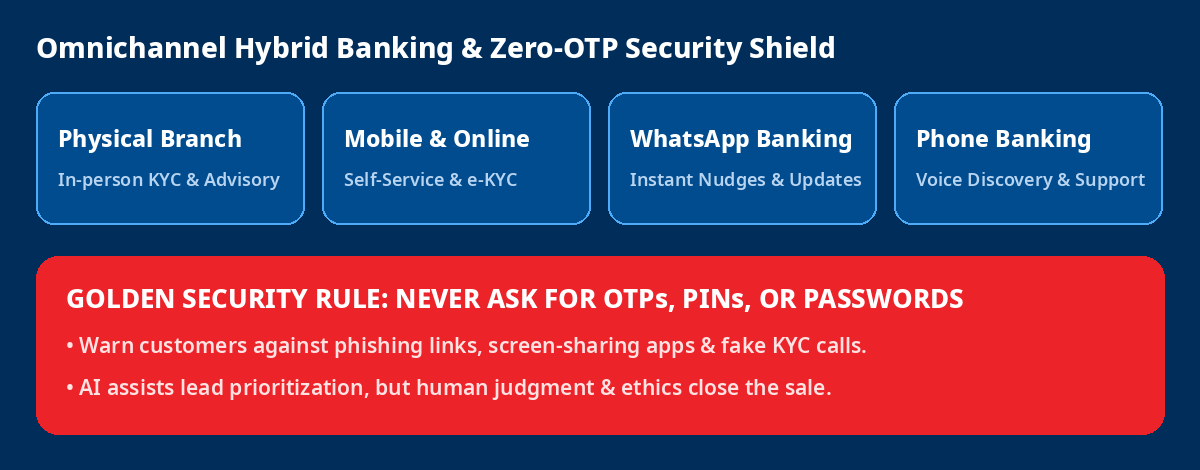 Omnichannel Hybrid Banking & Zero-OTP Security Shield
Physical Branch
In-person KYC & Advisory
Mobile & Online
Self-Service & e-KYC
WhatsApp Banking
Instant Nudges & Updates
Phone Banking
Voice Discovery & Support
GOLDEN SECURITY RULE: NEVER ASK FOR OTPs, PINs, OR PASSWORDS
• Warn customers against phishing links, screen-sharing apps & fake KYC calls.
• AI assists lead prioritization, but human judgment & ethics close the sale.